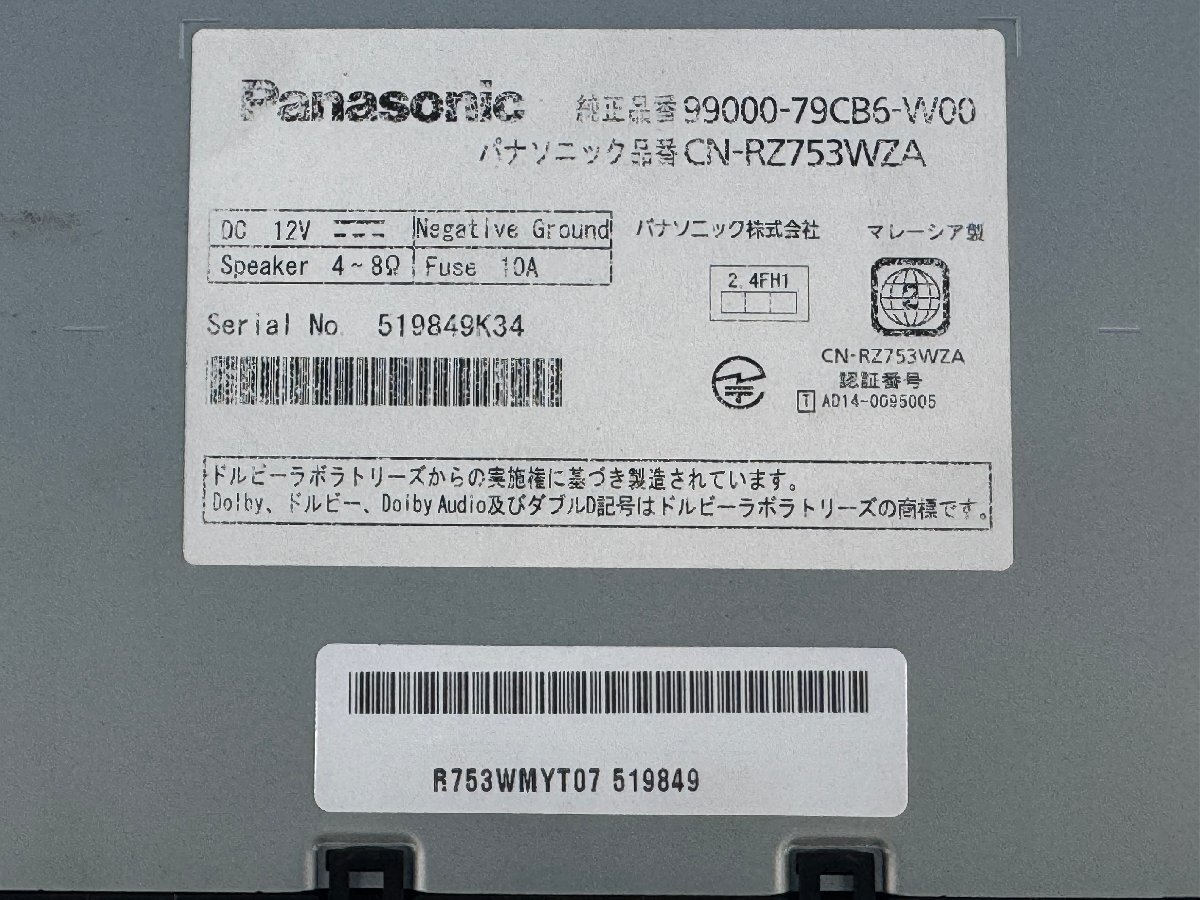 Panasonic 純正品番 99000-79CB6-W00
パナソニック品番 CN-RZ753WZA
DC 12V Negative Ground
Speaker 4~8Ω Fuse 10A
パナソニック株式会社 マレーシア製
2.4FH1
2
Serial No. 519849K34
CN-RZ753WZA
認証番号
T AD14-0095005
ドルビーラボラトリーズからの実施権に基づき製造されています。
Dolby、ドルビー、Dolby Audio及びダブルD記号はドルビーラボラトリーズの商標です。
R753WMYT07 519849